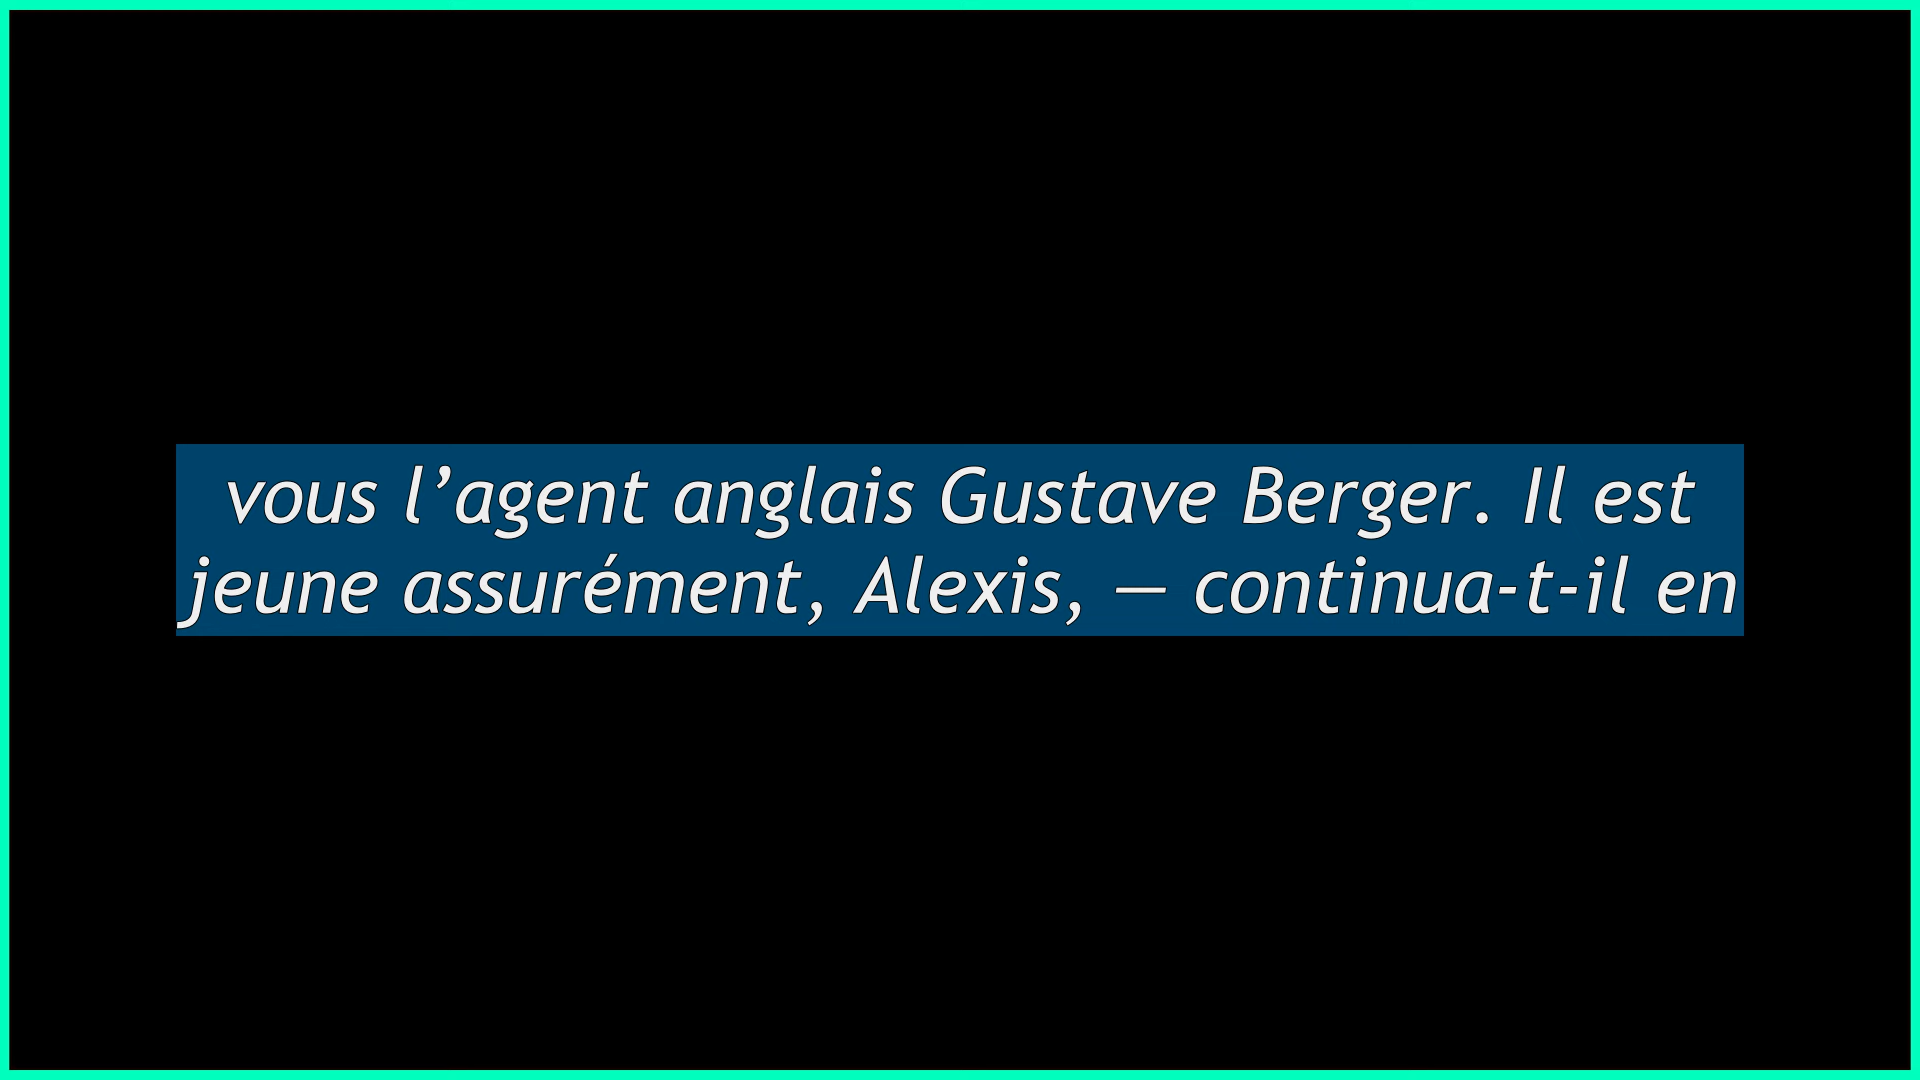 vous l’agent anglais Gustave Berger. Il est
jeune assurément, Alexis, — continua-t-il en